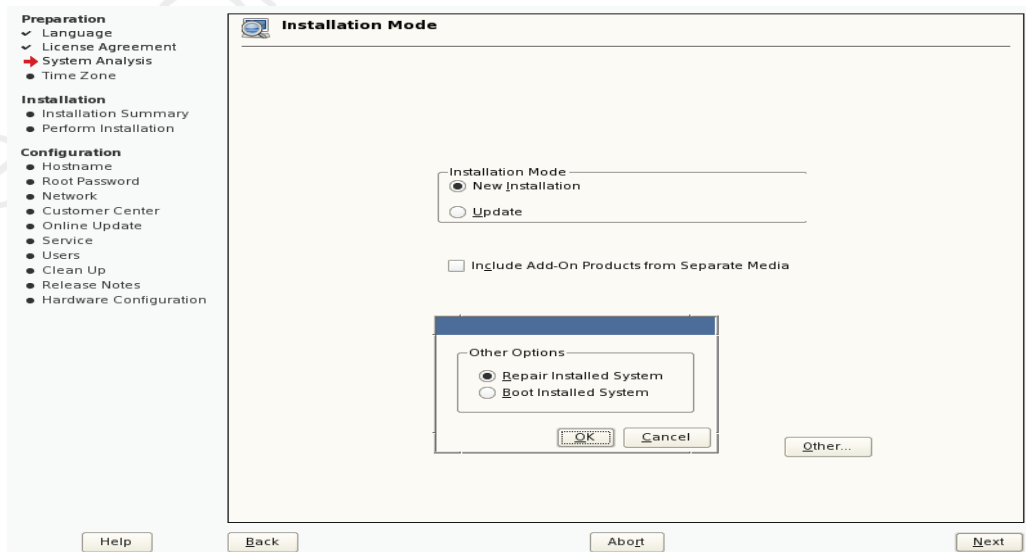 Preparation
Language
License Agreement
System Analysis
Time Zone
Installation
Installation Summary
Perform Installation
Configuration
Hostname
Root Password
Network
Customer Center
Online Update
Service
Users
Clean Up
Release Notes
Hardware Configuration
Installation Mode
Installation Mode
New Installation
Update
Include Add-On Products from Separate Media
Other Options
Repair Installed System
Boot Installed System
OK
Cancel
Other...
Help
Back
Abort
Next